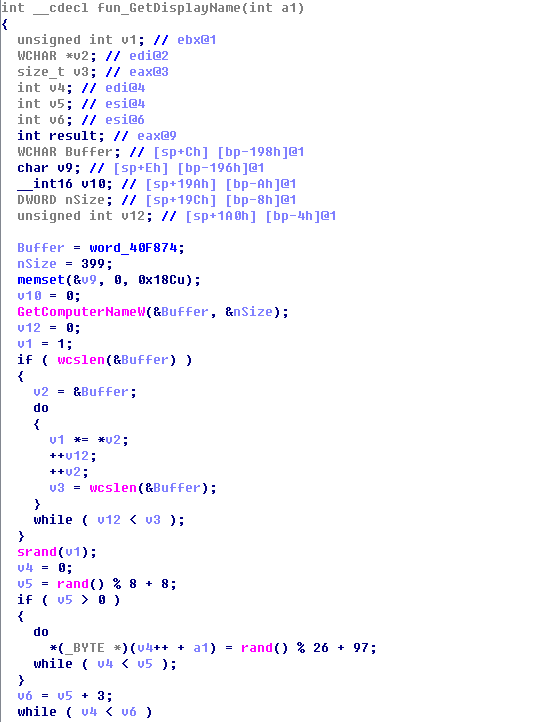 int __cdecl fun_GetDisplayName(int a1)
{
unsigned int v1; // ebx@1
WCHAR *v2; // edi@2
size_t v3; // eax@3
int v4; // edi@4
int v5; // esi@4
int v6; // esi@6
int result; // eax@9
WCHAR Buffer; // [sp+Ch] [bp-198h]@1
char v9; // [sp+Eh] [bp-196h]@1
__int16 v10; // [sp+19Ah] [bp-Ah]@1
DWORD nSize; // [sp+19Ch] [bp-8h]@1
unsigned int v12; // [sp+1A0h] [bp-4h]@1
Buffer = word_40F874;
nSize = 399;
memset(&v9, 0, 0x18Cu);
v10 = 0;
GetComputerNameW(&Buffer, &nSize);
v12 = 0;
v1 = 1;
if ( wcslen(&Buffer) )
{
v2 = &Buffer;
do
{
v1 *= *v2;
++v12;
++v2;
v3 = wcslen(&Buffer);
}
while ( v12 < v3 );
}
srand(v1);
v4 = 0;
v5 = rand() % 8 + 8;
if ( v5 > 0 )
{
do
*(_BYTE *)(v4++ + a1) = rand() % 26 + 97;
while ( v4 < v5 );
}
v6 = v5 + 3;
while ( v4 < v6 )